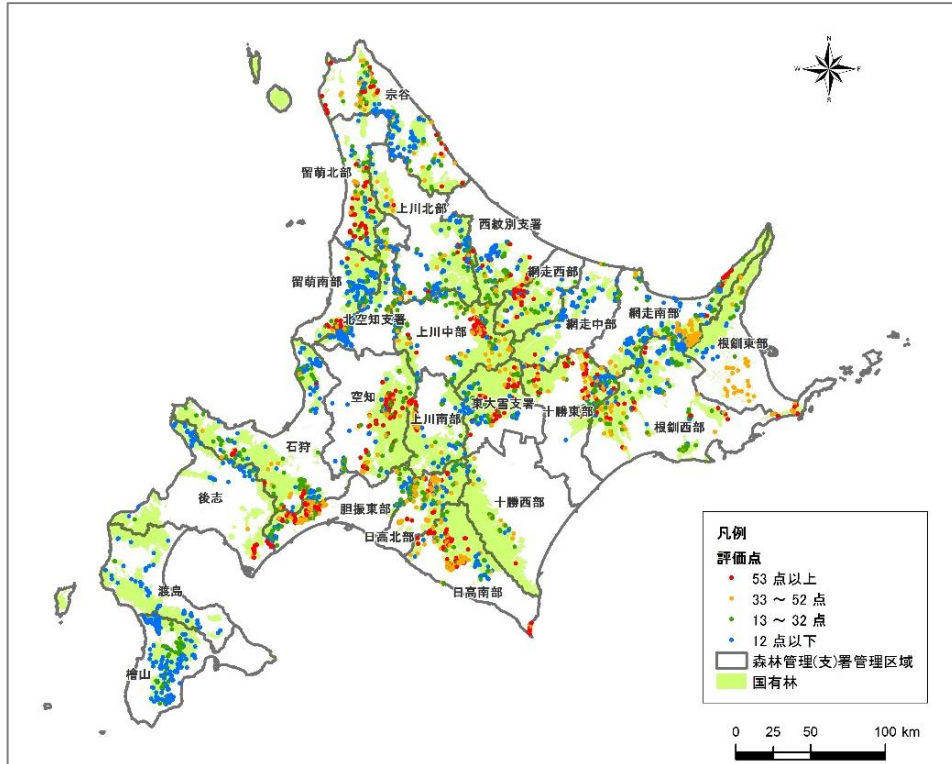 N
W
E
S
宗谷
留萌北部
上川北部
西紋別支署
留萌南部
網走西部
北空知支署
上川中部
網走中部
網走南部
根釧東部
空知
上川南部
東大雪支署
十勝東部
根釧西部
石狩
後志
胆振東部
十勝西部
日高北部
日高南部
渡島
檜山
凡例
評価点
53 点以上
33 ～ 52 点
13 ～ 32 点
12 点以下
森林管理(支)署管理区域
国有林
0 25 50 100 km